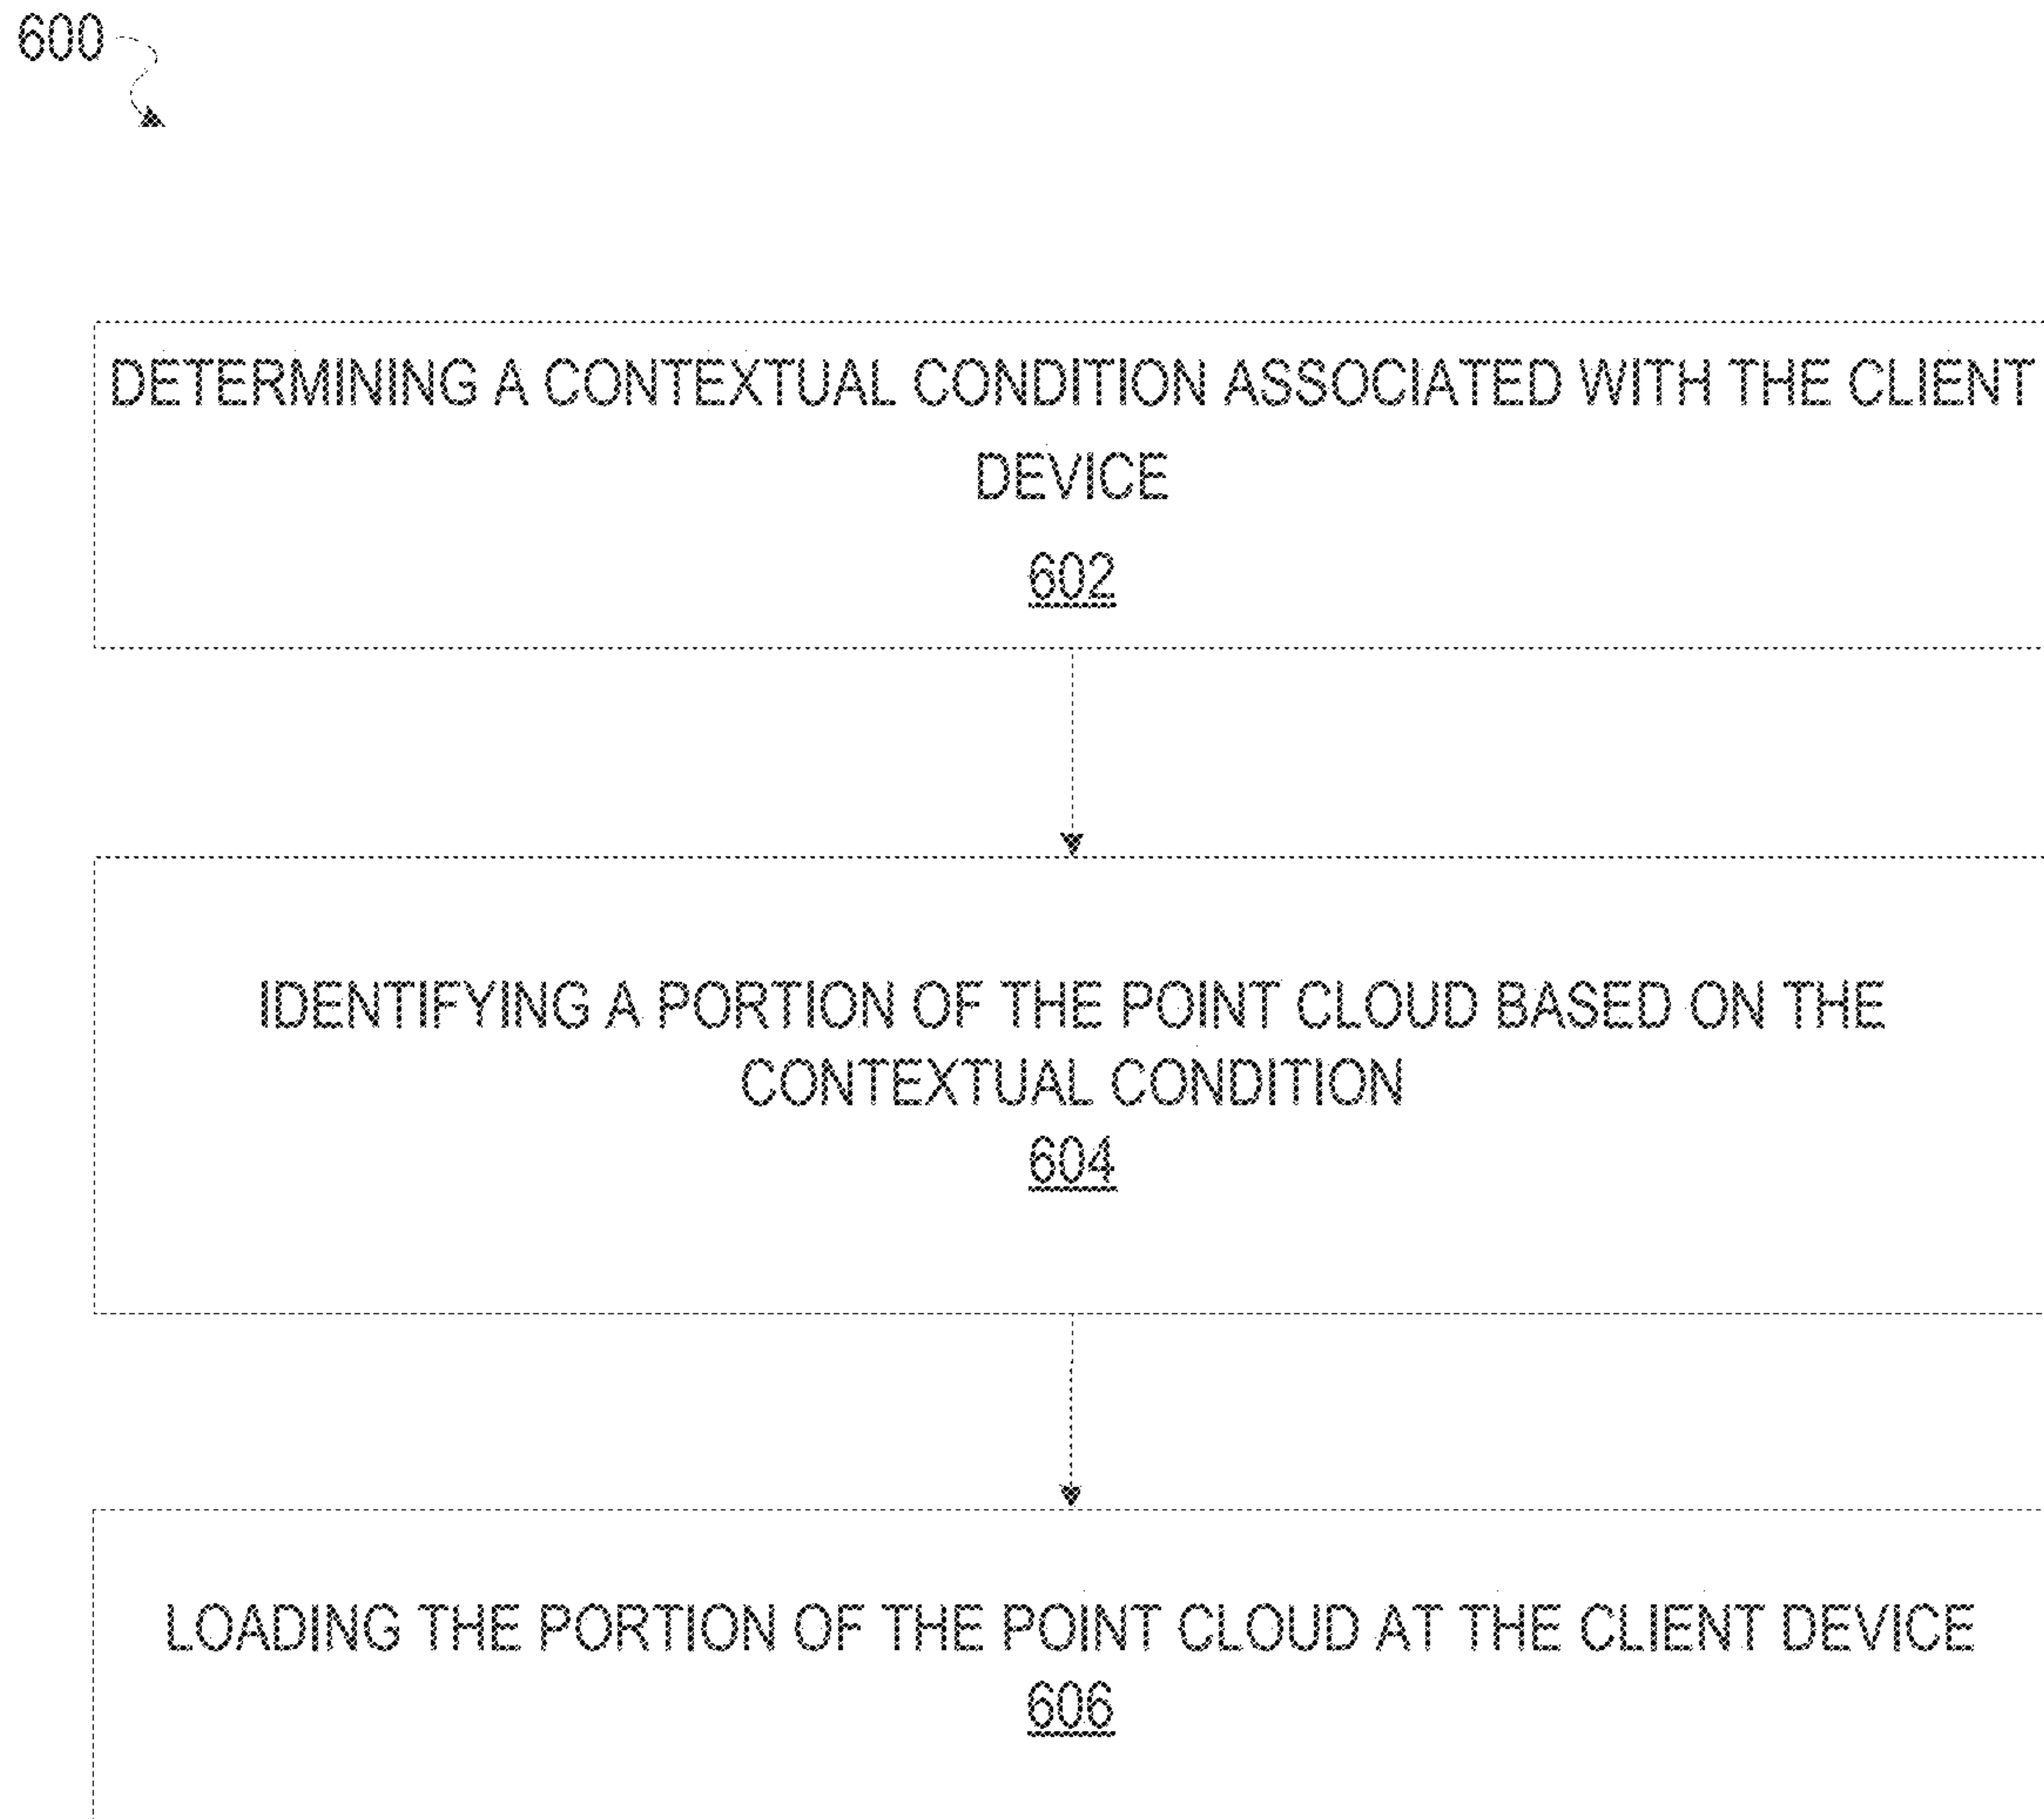 600
DETERMINING A CONTEXTUAL CONDITION ASSOCIATED WITH THE CLIENT
DEVICE
602
IDENTIFYING A PORTION OF THE POINT CLOUD BASED ON THE
CONTEXTUAL CONDITION
604
LOADING THE PORTION OF THE POINT CLOUD AT THE CLIENT DEVICE
606